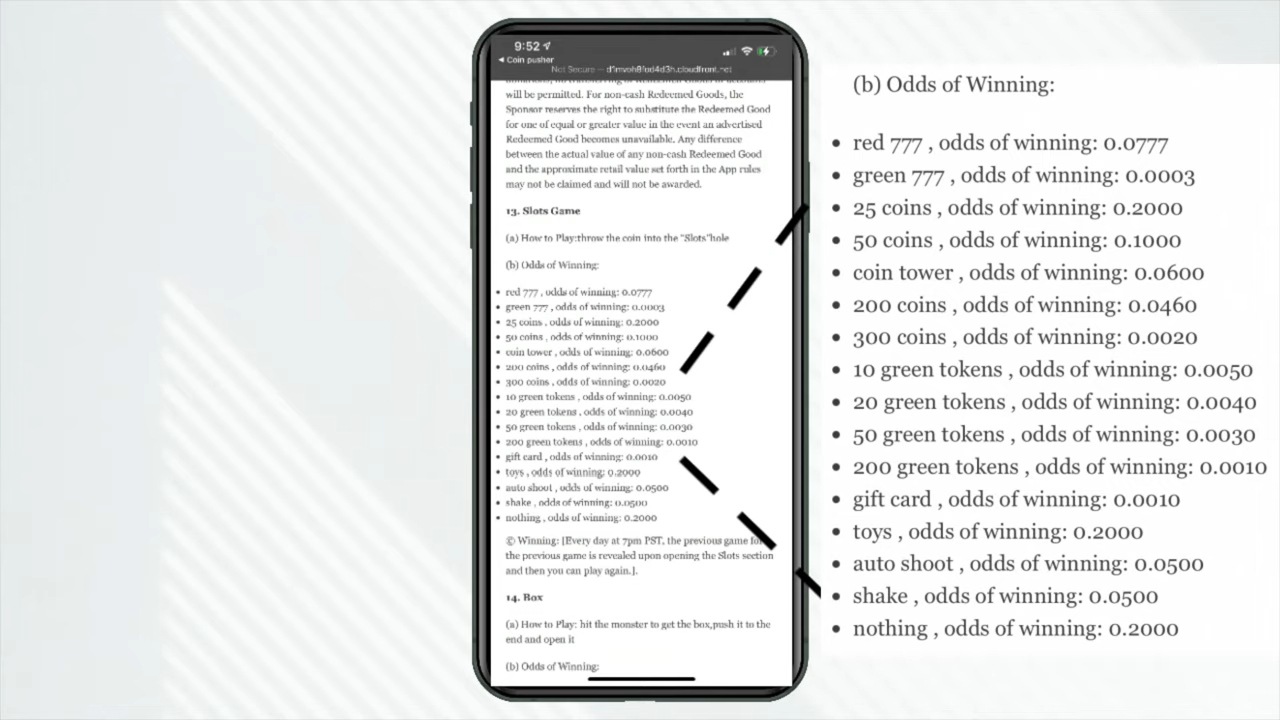 9:52
◀ Coin pusher
Not Secure — d1mvoh8fod4d3h.cloudfront.net
will be permitted. For non-cash Redeemed Goods, the
Sponsor reserves the right to substitute the Redeemed Good
for one of equal or greater value in the event an advertised
Redeemed Good becomes unavailable. Any difference
between the actual value of any non-cash Redeemed Good
and the approximate retail value set forth in the App rules
may not be claimed and will not be awarded.
13. Slots Game
(a) How to Play:throw the coin into the "Slots"hole
(b) Odds of Winning:
• red 777 , odds of winning: 0.0777
• green 777 , odds of winning: 0.0003
• 25 coins , odds of winning: 0.2000
• 50 coins , odds of winning: 0.1000
• coin tower , odds of winning: 0.0600
• 200 coins , odds of winning: 0.0460
• 300 coins , odds of winning: 0.0020
• 10 green tokens , odds of winning: 0.0050
• 20 green tokens , odds of winning: 0.0040
• 50 green tokens , odds of winning: 0.0030
• 200 green tokens , odds of winning: 0.0010
• gift card , odds of winning: 0.0010
• toys , odds of winning: 0.2000
• auto shoot , odds of winning: 0.0500
• shake , odds of winning: 0.0500
• nothing , odds of winning: 0.2000
© Winning: [Every day at 7pm PST, the previous game for
the previous game is revealed upon opening the Slots section
and then you can play again.].
14. Box
(a) How to Play: hit the monster to get the box,push it to the
end and open it
(b) Odds of Winning:
(b) Odds of Winning:
• red 777 , odds of winning: 0.0777
• green 777 , odds of winning: 0.0003
• 25 coins , odds of winning: 0.2000
• 50 coins , odds of winning: 0.1000
• coin tower , odds of winning: 0.0600
• 200 coins , odds of winning: 0.0460
• 300 coins , odds of winning: 0.0020
• 10 green tokens , odds of winning: 0.0050
• 20 green tokens , odds of winning: 0.0040
• 50 green tokens , odds of winning: 0.0030
• 200 green tokens , odds of winning: 0.0010
• gift card , odds of winning: 0.0010
• toys , odds of winning: 0.2000
• auto shoot , odds of winning: 0.0500
• shake , odds of winning: 0.0500
• nothing , odds of winning: 0.2000